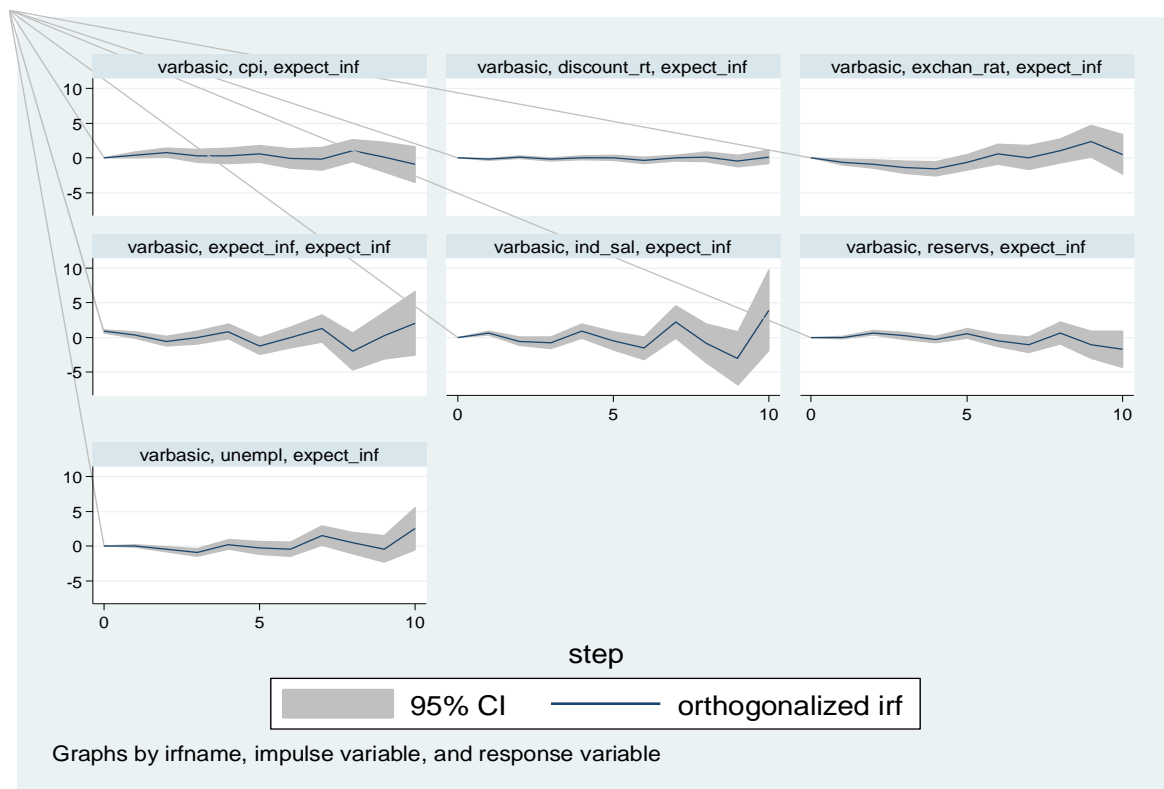 varbasic, cpi, expect_inf
varbasic, discount_rt, expect_inf
varbasic, exchan_rat, expect_inf
10
5
0
-5
varbasic, expect_inf, expect_inf
varbasic, ind_sal, expect_inf
varbasic, reservs, expect_inf
10
5
0
-5
0 5 10
0 5 10
varbasic, unempl, expect_inf
10
5
0
-5
0 5 10
step
95% CI
orthogonalized irf
Graphs by irfname, impulse variable, and response variable